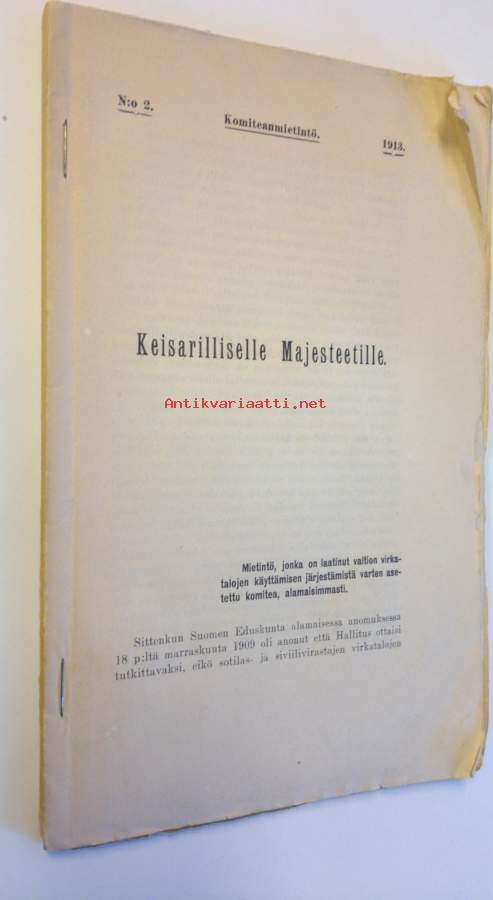 N:o 2. Komiteanmietintö. 1913.
Keisarilliselle Majesteetille.
Antikvariaatti.net
Mietintö, jonka on laatinut valtion virka-
talojen käyttämisen järjestämistä varten ase-
tettu komitea, alamaisimmasti.
Sittenkun Suomen Eduskunta alamaisessa anomuksessa
18 p:ltä marraskuuta 1909 oli anonut että Hallitus ottaisi
tutkittavaksi, eikö sotilas- ja siviilivirastojen virkatalojen